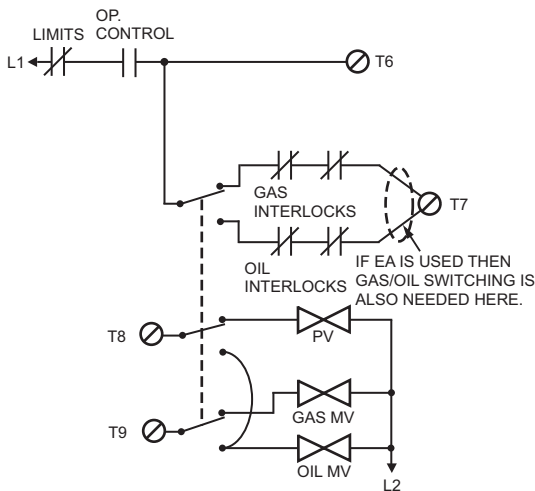 OP.
LIMITS CONTROL
L1
T6
GAS
INTERLOCKS
T7
OIL
INTERLOCKS
IF EA IS USED THEN
GAS/OIL SWITCHING IS
ALSO NEEDED HERE.
T8
PV
T9
GAS MV
OIL MV
L2